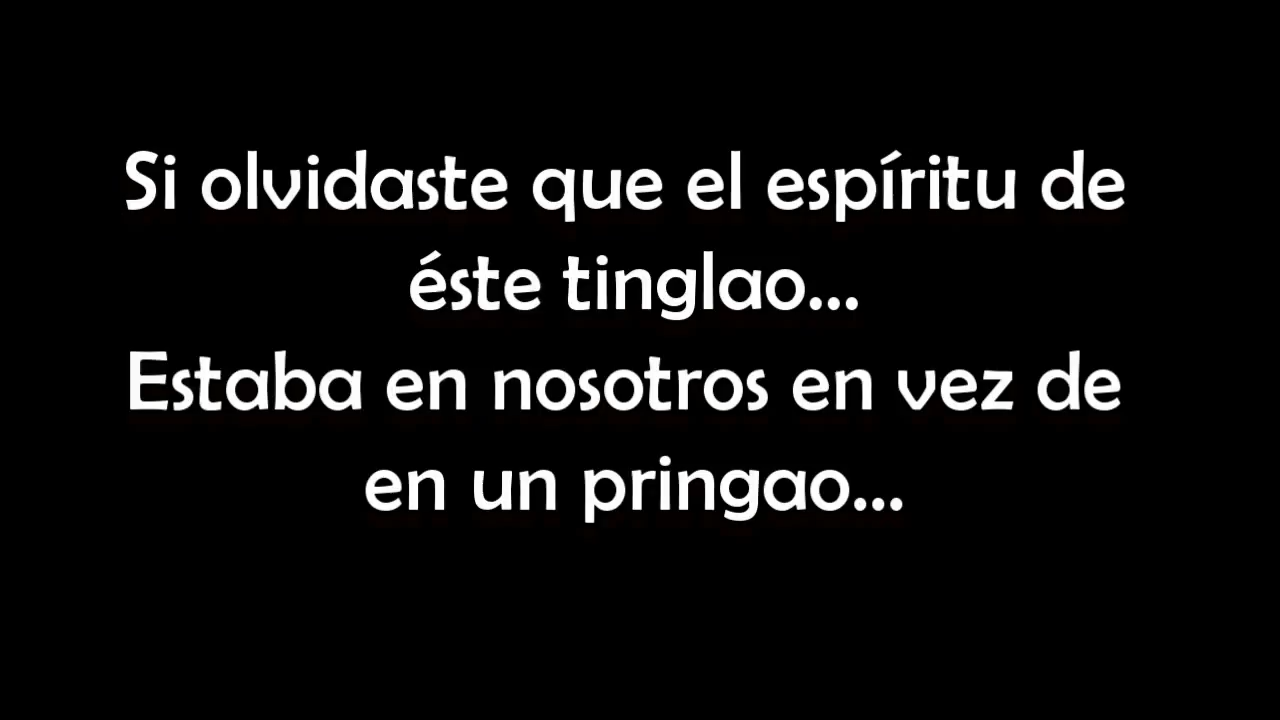 Si olvidaste que el espíritu de
éste tinglao...
Estaba en nosotros en vez de
en un pringao...